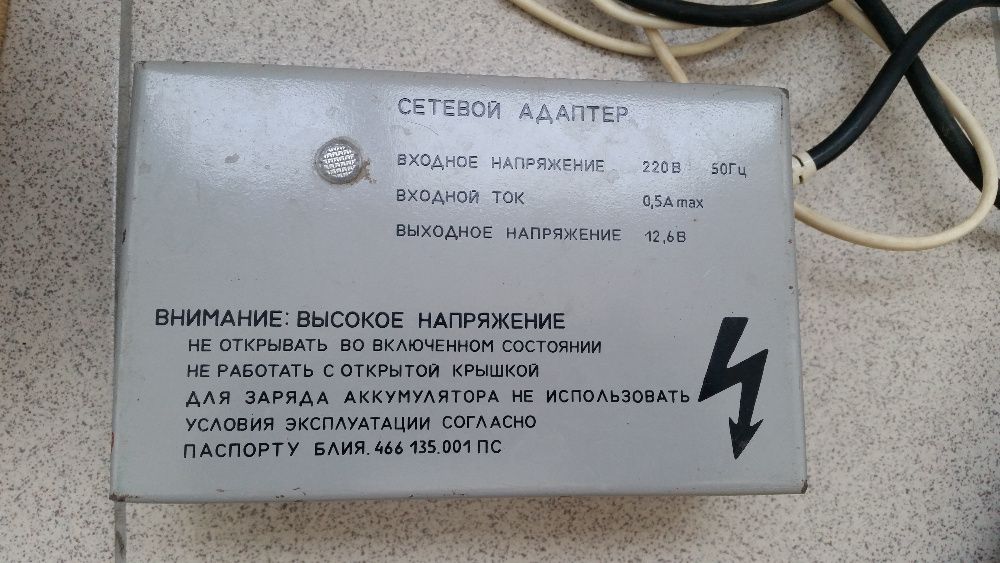 СЕТЕВОЙ АДАПТЕР
ВХОДНОЕ НАПРЯЖЕНИЕ 220В 50Гц
ВХОДНОЙ ТОК 0,5А max
ВЫХОДНОЕ НАПРЯЖЕНИЕ 12,6В
ВНИМАНИЕ: ВЫСОКОЕ НАПРЯЖЕНИЕ
НЕ ОТКРЫВАТЬ ВО ВКЛЮЧЕННОМ СОСТОЯНИИ
НЕ РАБОТАТЬ С ОТКРЫТОЙ КРЫШКОЙ
ДЛЯ ЗАРЯДА АККУМУЛЯТОРА НЕ ИСПОЛЬЗОВАТЬ
УСЛОВИЯ ЭКСПЛУАТАЦИИ СОГЛАСНО
ПАСПОРТУ БЛИЯ. 466 135.001 ПС